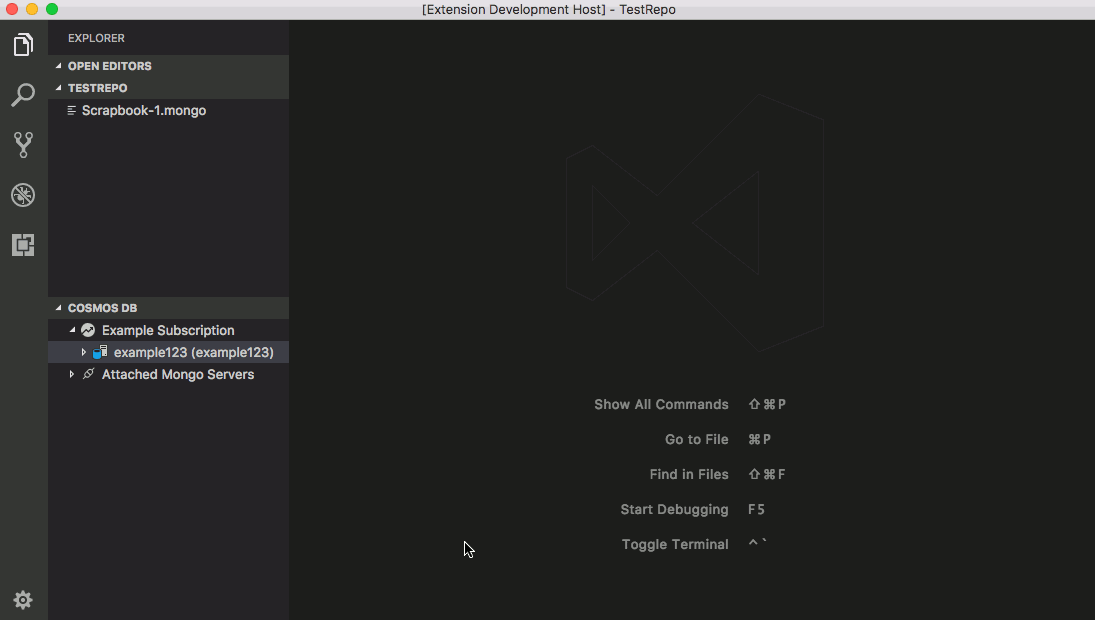 [Extension Development Host] - TestRepo
EXPLORER
OPEN EDITORS
TESTREPO
Scrapbook-1.mongo
COSMOS DB
Example Subscription
example123 (example123)
Attached Mongo Servers
Show All Commands ⇧⌘P
Go to File ⌘P
Find in Files ⇧⌘F
Start Debugging F5
Toggle Terminal ^`